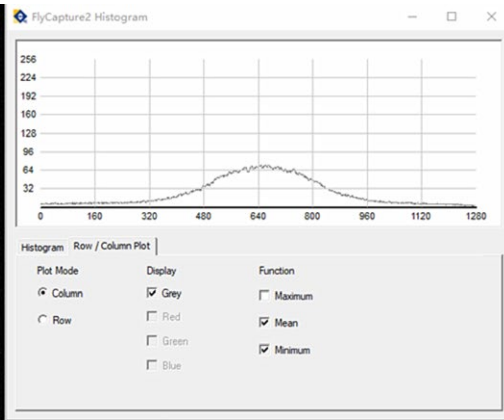 FlyCapture2 Histogram
256
224
192
160
128
96
64
32
0 160 320 480 640 800 960 1120 1280
Histogram Row / Column Plot
Plot Mode Display Function
Column Grey Maximum
Row Red Mean
Green Minimum
Blue